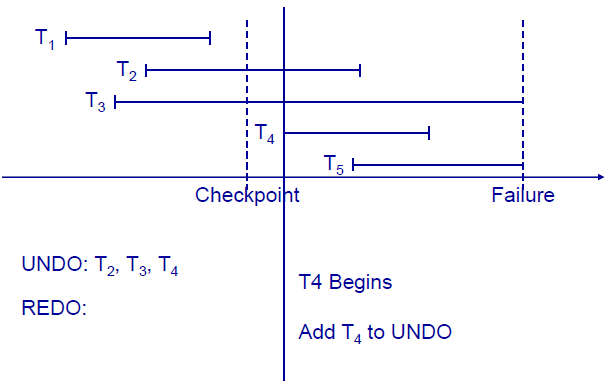 T1
T2
T3
T4
T5
Checkpoint Failure
UNDO: T2, T3, T4
T4 Begins
REDO:
Add T4 to UNDO